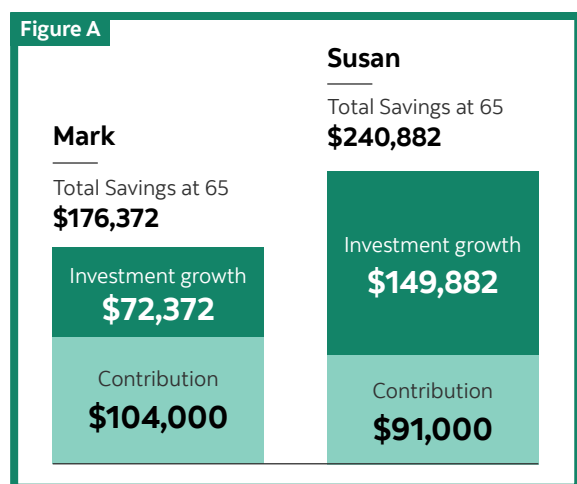 Figure A
Mark
Total Savings at 65
$176,372
Investment growth
$72,372
Contribution
$104,000
Susan
Total Savings at 65
$240,882
Investment growth
$149,882
Contribution
$91,000